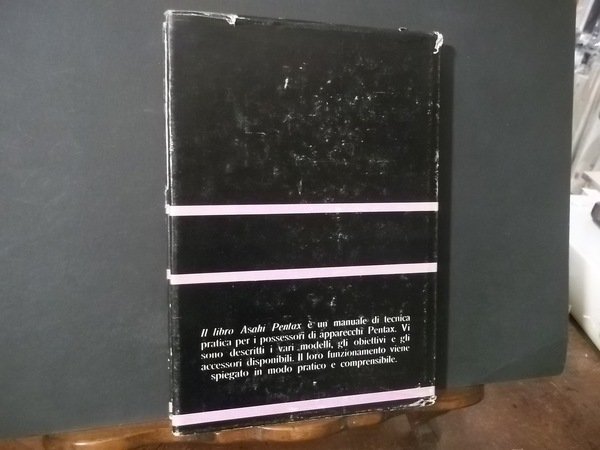 Il libro Asahi Pentax è un manuale di tecnica
pratica per i possessori di apparecchi Pentax. Vi
sono descritti i vari modelli, gli obiettivi e gli
accessori disponibili. Il loro funzionamento viene
spiegato in modo pratico e comprensibile.